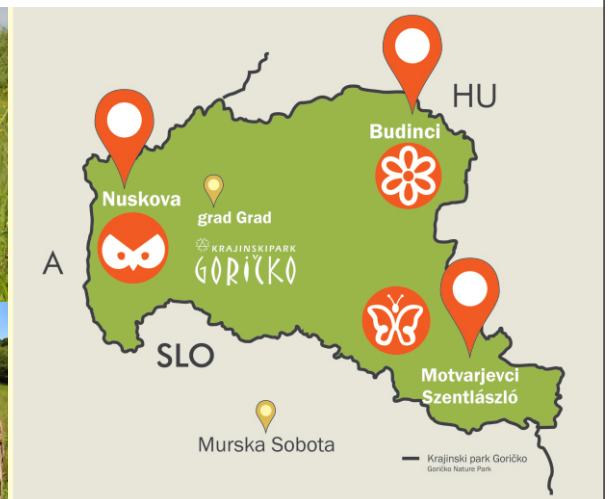 HU
Budinci
Nuskova
grad Grad
KRAJINSKIPARK
GORIČKO
A
SLO
Motvarjevci
Szentlászló
Murska Sobota
Krajinski park Goričko
Goričko Nature Park